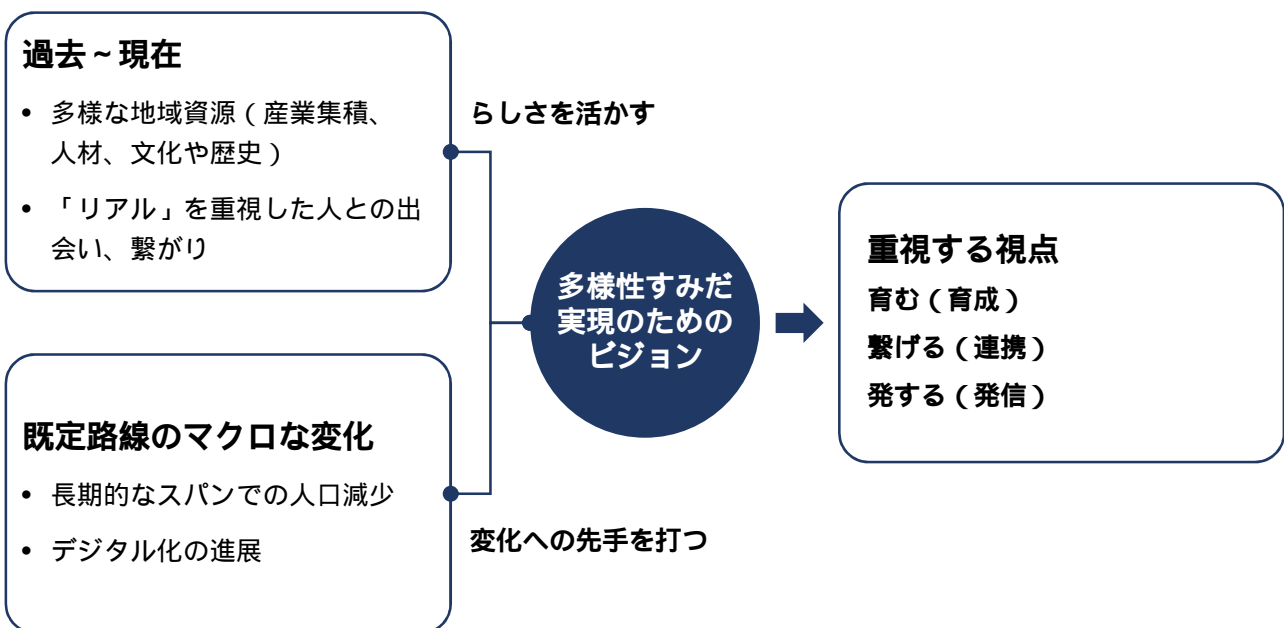 過去~現在
• 多様な地域資源(産業集積、
人材、文化や歴史)
• 「リアル」を重視した人との出
会い、繋がり
らしさを活かす
既定路線のマクロな変化
• 長期的なスパンでの人口減少
• デジタル化の進展
変化への先手を打つ
多様性すみだ
実現のための
ビジョン
重視する視点
育む(育成)
繋げる(連携)
発する(発信)